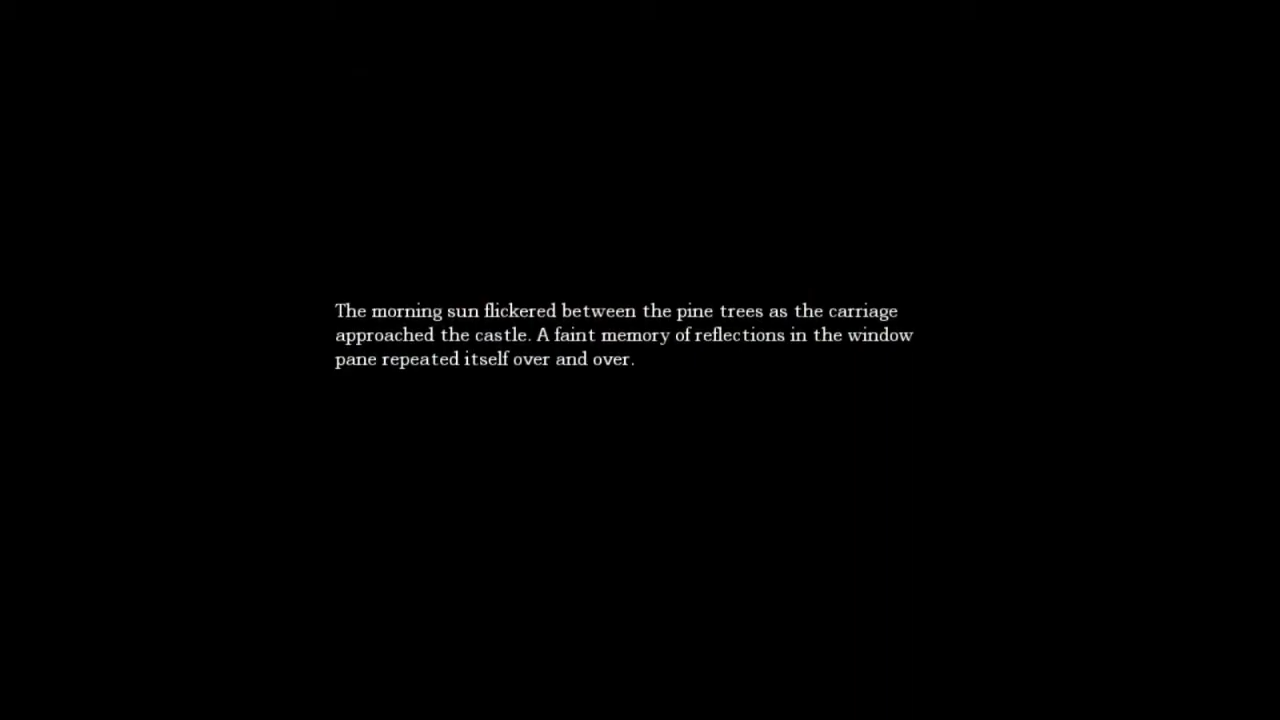 The morning sun flickered between the pine trees as the carriage
approached the castle. A faint memory of reflections in the window
pane repeated itself over and over.